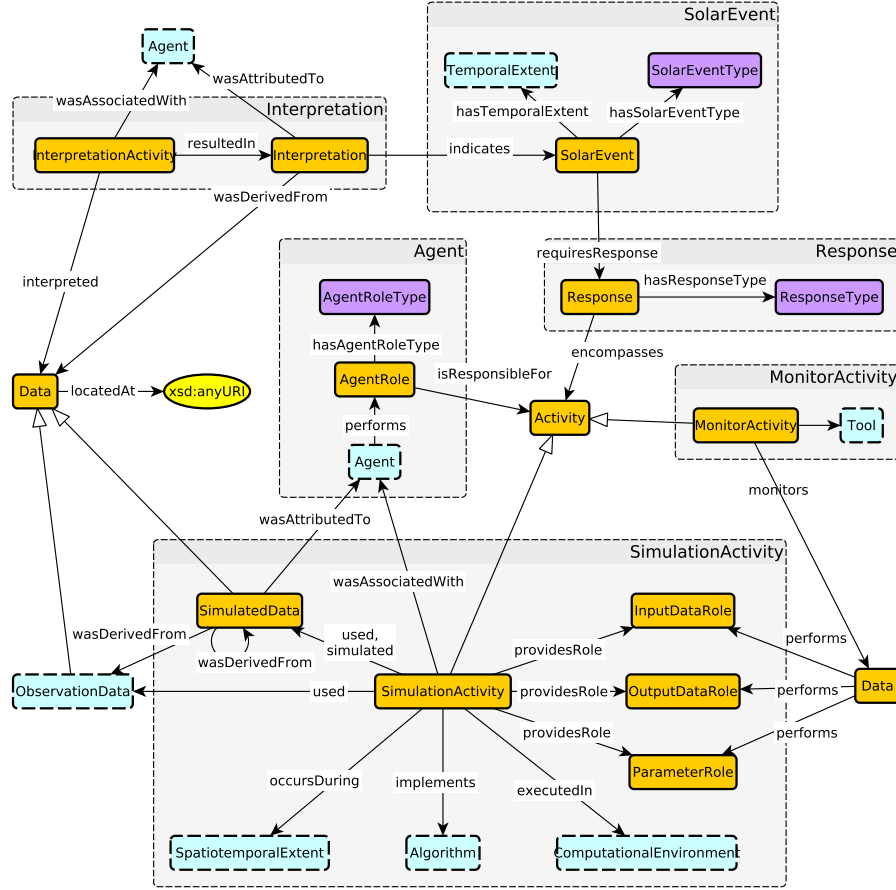 SolarEvent
Agent
TemporalExtent
SolarEventType
wasAttributedTo
wasAssociatedWith
Interpretation
hasTemporalExtent
hasSolarEventType
resultedIn
InterpretationActivity
Interpretation
indicates
SolarEvent
wasDerivedFrom
Agent
requiresResponse
Response
interpreted
AgentRoleType
Response
hasResponseType
ResponseType
hasAgentRoleType
encompasses
isResponsibleFor
MonitorActivity
AgentRole
Data
locatedAt
xsd:anyURI
performs
Activity
MonitorActivity
Tool
Agent
monitors
wasAttributedTo
SimulationActivity
wasAssociatedWith
SimulatedData
InputDataRole
wasDerivedFrom
used,
simulated
performs
providesRole
wasDerivedFrom
ObservationData
used
SimulationActivity
providesRole
OutputDataRole
performs
Data
providesRole
performs
ParameterRole
occursDuring
implements
executedIn
SpatiotemporalExtent
Algorithm
ComputationalEnvironment